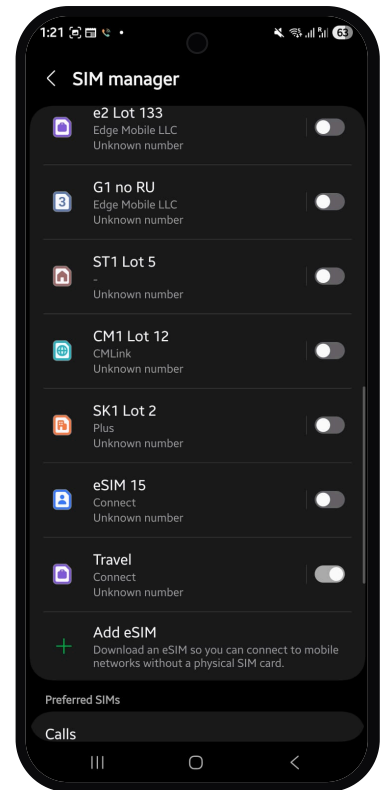 1:21
63
SIM manager
e2 Lot 133
Edge Mobile LLC
Unknown number
G1 no RU
3
Edge Mobile LLC
Unknown number
ST1 Lot 5
-
Unknown number
CM1 Lot 12
CMLink
Unknown number
SK1 Lot 2
Plus
Unknown number
eSIM 15
Connect
Unknown number
Travel
Connect
Unknown number
Add eSIM
Download an eSIM so you can connect to mobile
networks without a physical SIM card.
Preferred SIMs
Calls